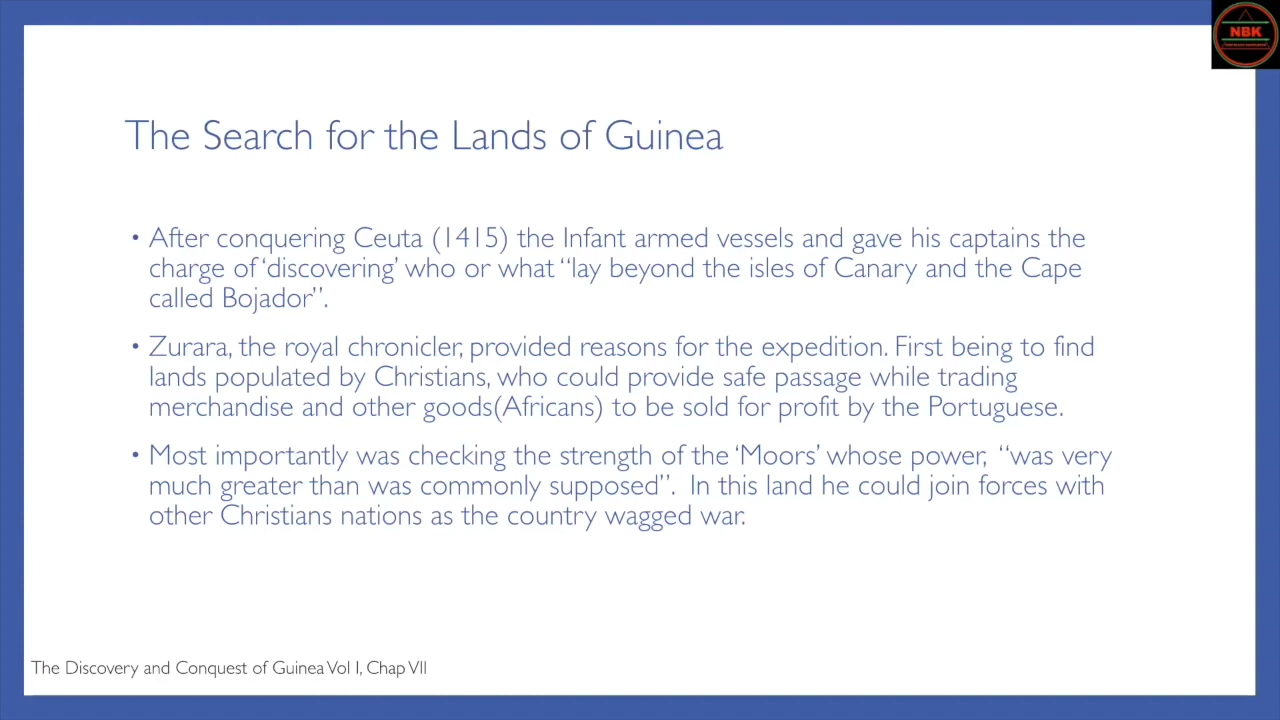 NBK
The Search for the Lands of Guinea
• After conquering Ceuta (1415) the Infant armed vessels and gave his captains the
charge of ‘discovering’ who or what “lay beyond the isles of Canary and the Cape
called Bojador”.
• Zurara, the royal chronicler, provided reasons for the expedition. First being to find
lands populated by Christians, who could provide safe passage while trading
merchandise and other goods(Africans) to be sold for profit by the Portuguese.
• Most importantly was checking the strength of the ‘Moors’ whose power, “was very
much greater than was commonly supposed”. In this land he could join forces with
other Christians nations as the country wagged war.
The Discovery and Conquest of Guinea Vol I, Chap VII